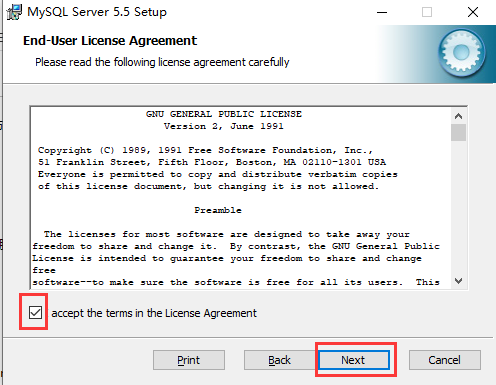 MySQL Server 5.5 Setup
End-User License Agreement
Please read the following license agreement carefully
GNU GENERAL PUBLIC LICENSE
Version 2, June 1991
Copyright (C) 1989, 1991 Free Software Foundation, Inc.,
51 Franklin Street, Fifth Floor, Boston, MA 02110-1301 USA
Everyone is permitted to copy and distribute verbatim copies
of this license document, but changing it is not allowed.
Preamble
The licenses for most software are designed to take away your
freedom to share and change it. By contrast, the GNU General Public
License is intended to guarantee your freedom to share and change
free
software--to make sure the software is free for all its users. This
accept the terms in the License Agreement
Print Back Next Cancel